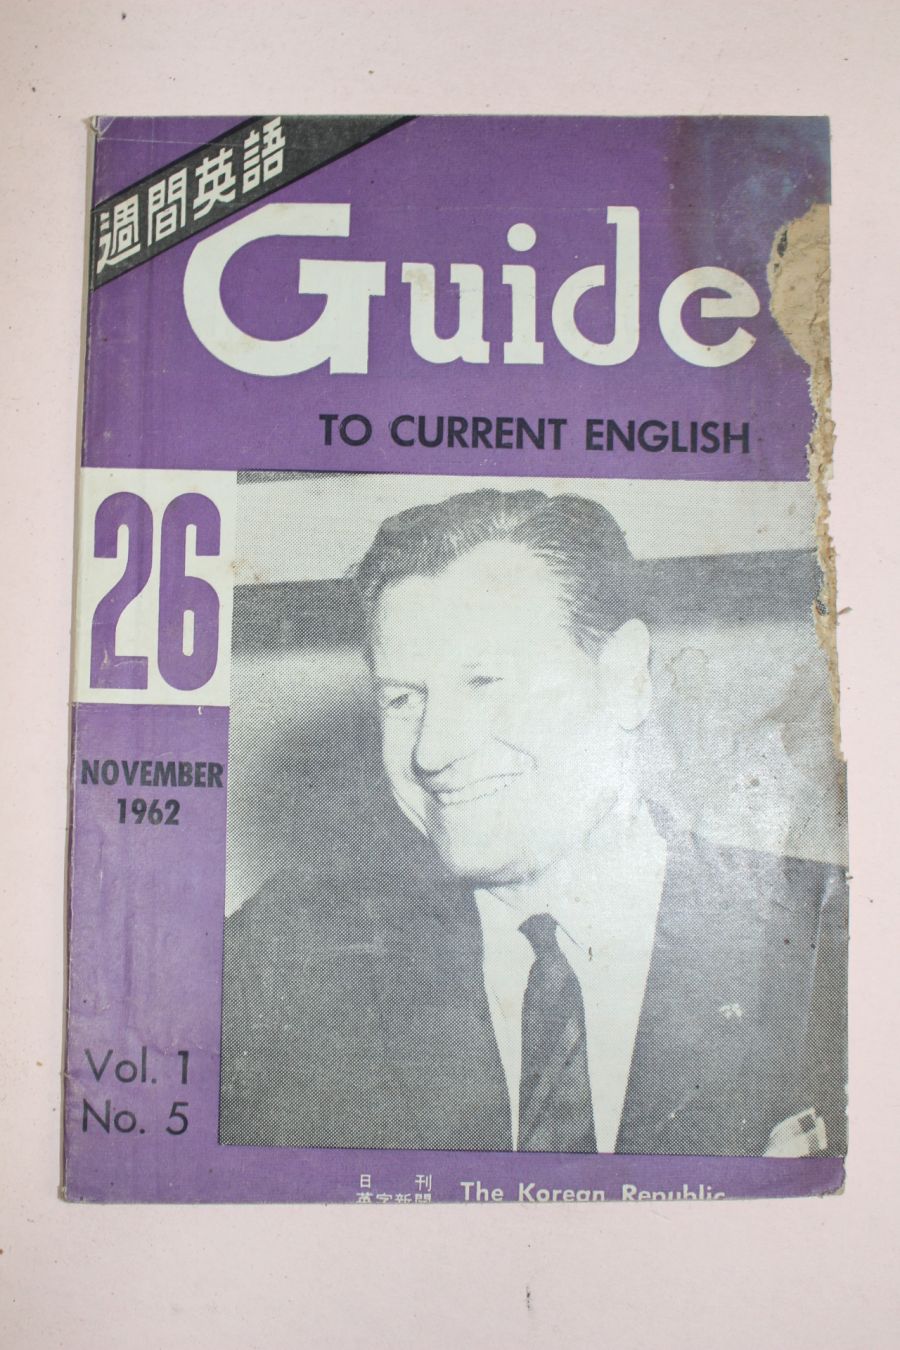 週間英語
Guide
TO CURRENT ENGLISH
26
NOVEMBER
1962
Vol. 1
No. 5
日刊
英字新聞 The Korean Republic